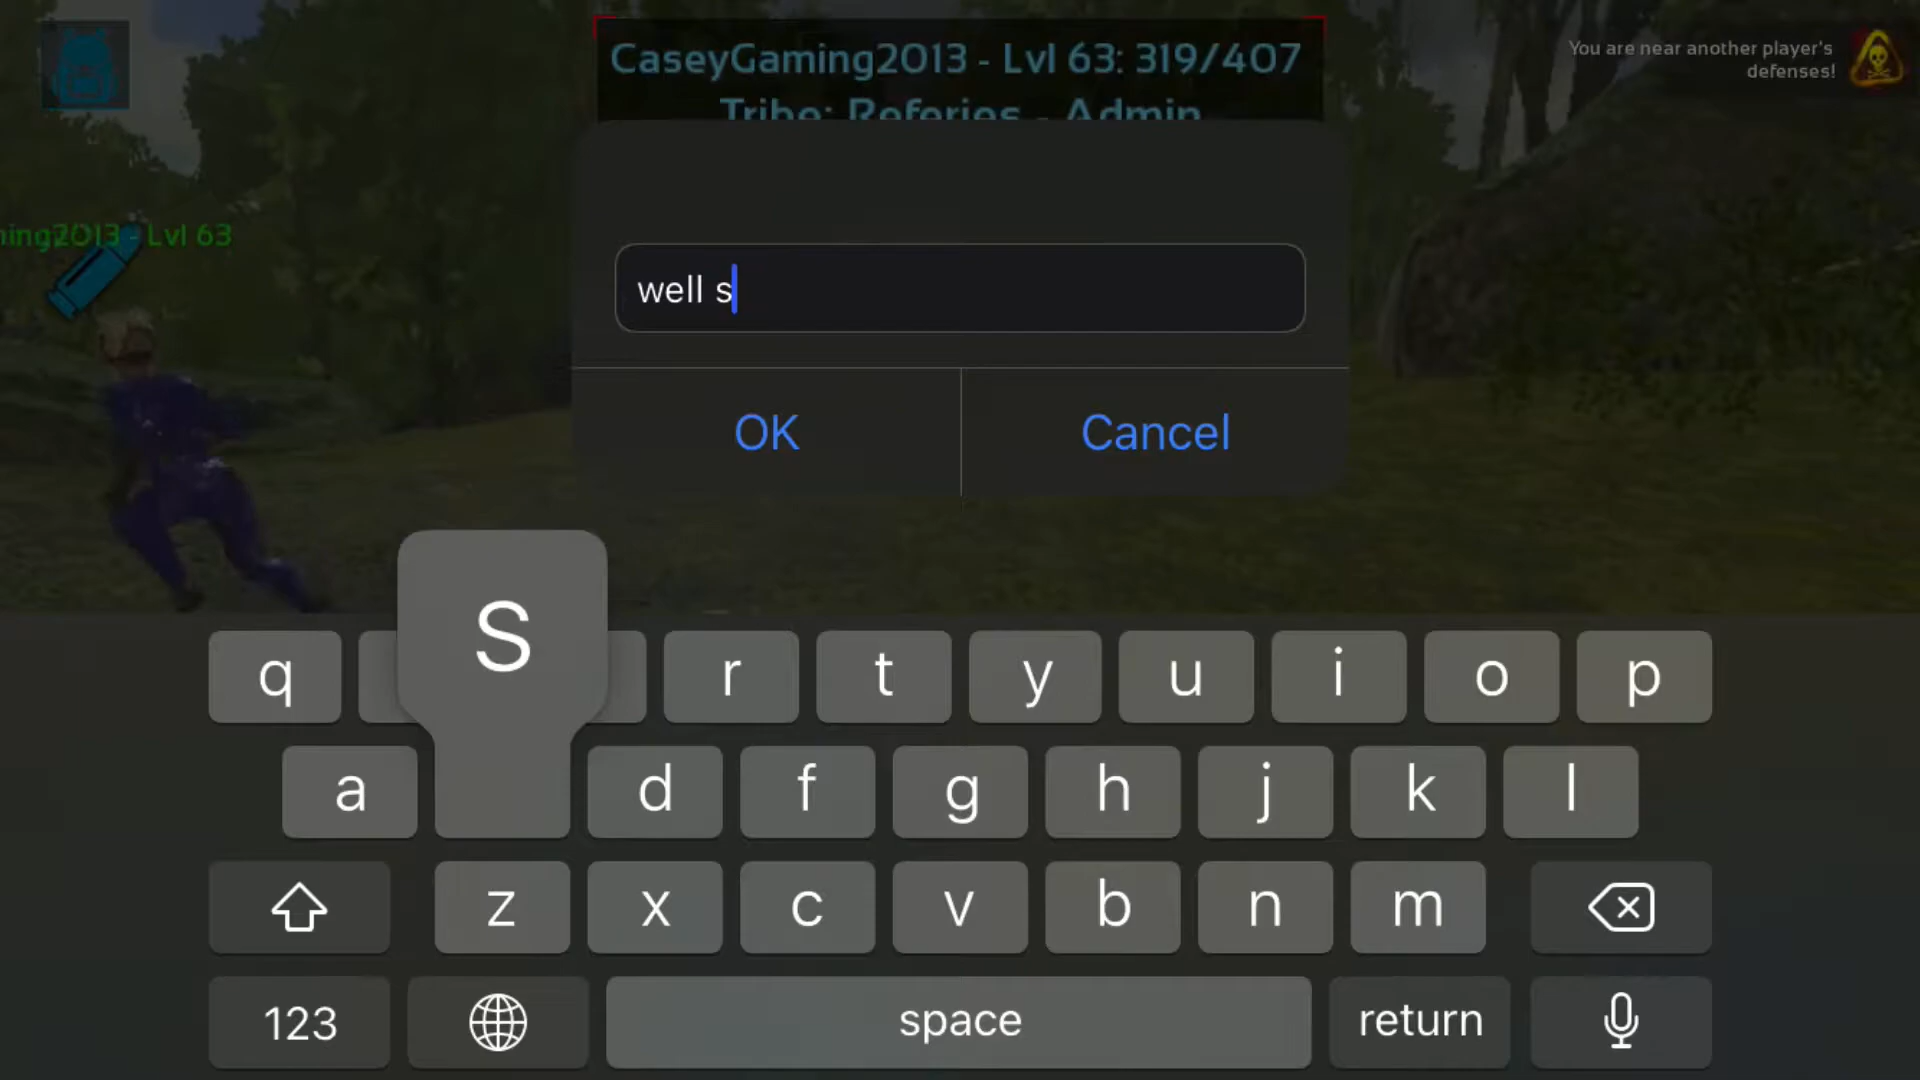 CaseyGaming2013 - Lvl 63: 319/407
Tribe: Referies - Admin
You are near another player's
defenses!
ning2013 - Lvl 63
well s
OK
Cancel
S
q r t y u i o p
a d f g h j k l
z x c v b n m
123 space return